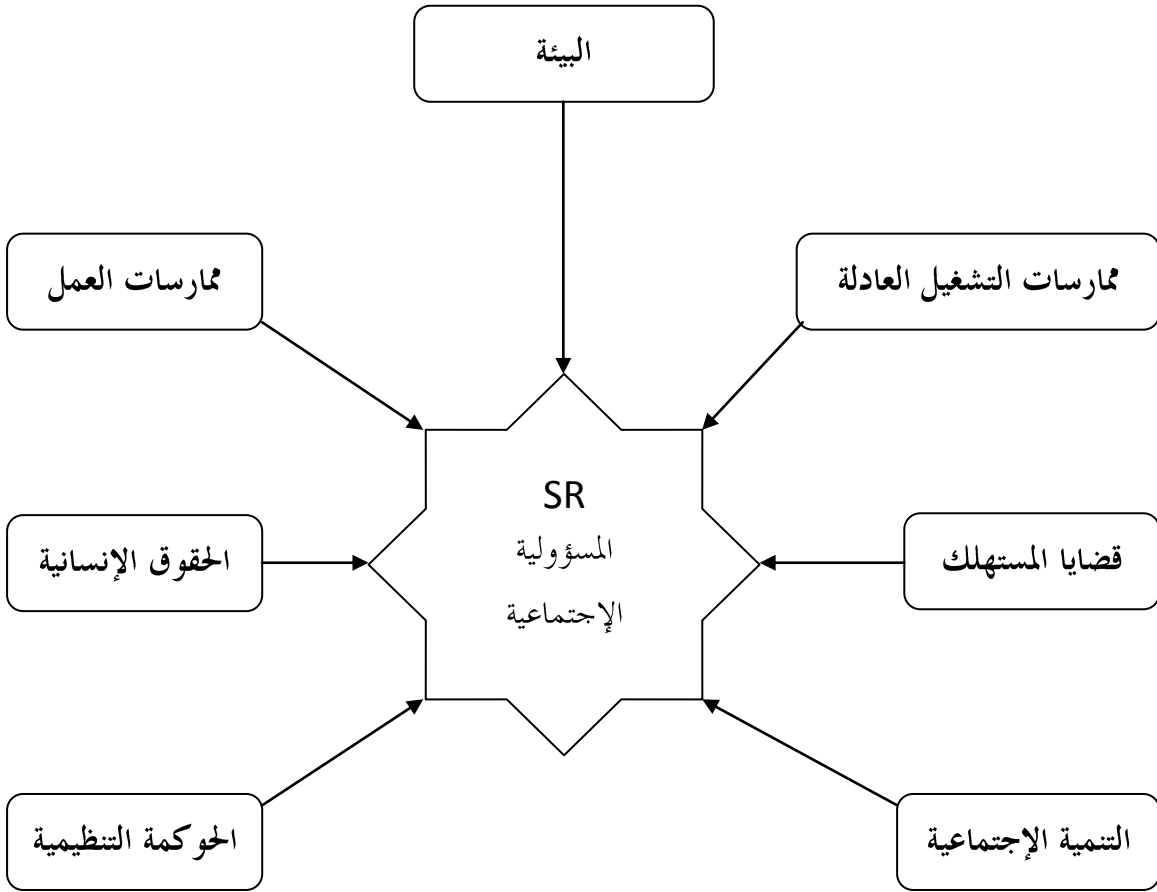 البيئة
ممارسات التشغيل العادلة
ممارسات العمل
SR
المسؤولية
الإجتماعية
قضايا المستهلك
الحقوق الإنسانية
التنمية الإجتماعية
الحوكمة التنظيمية